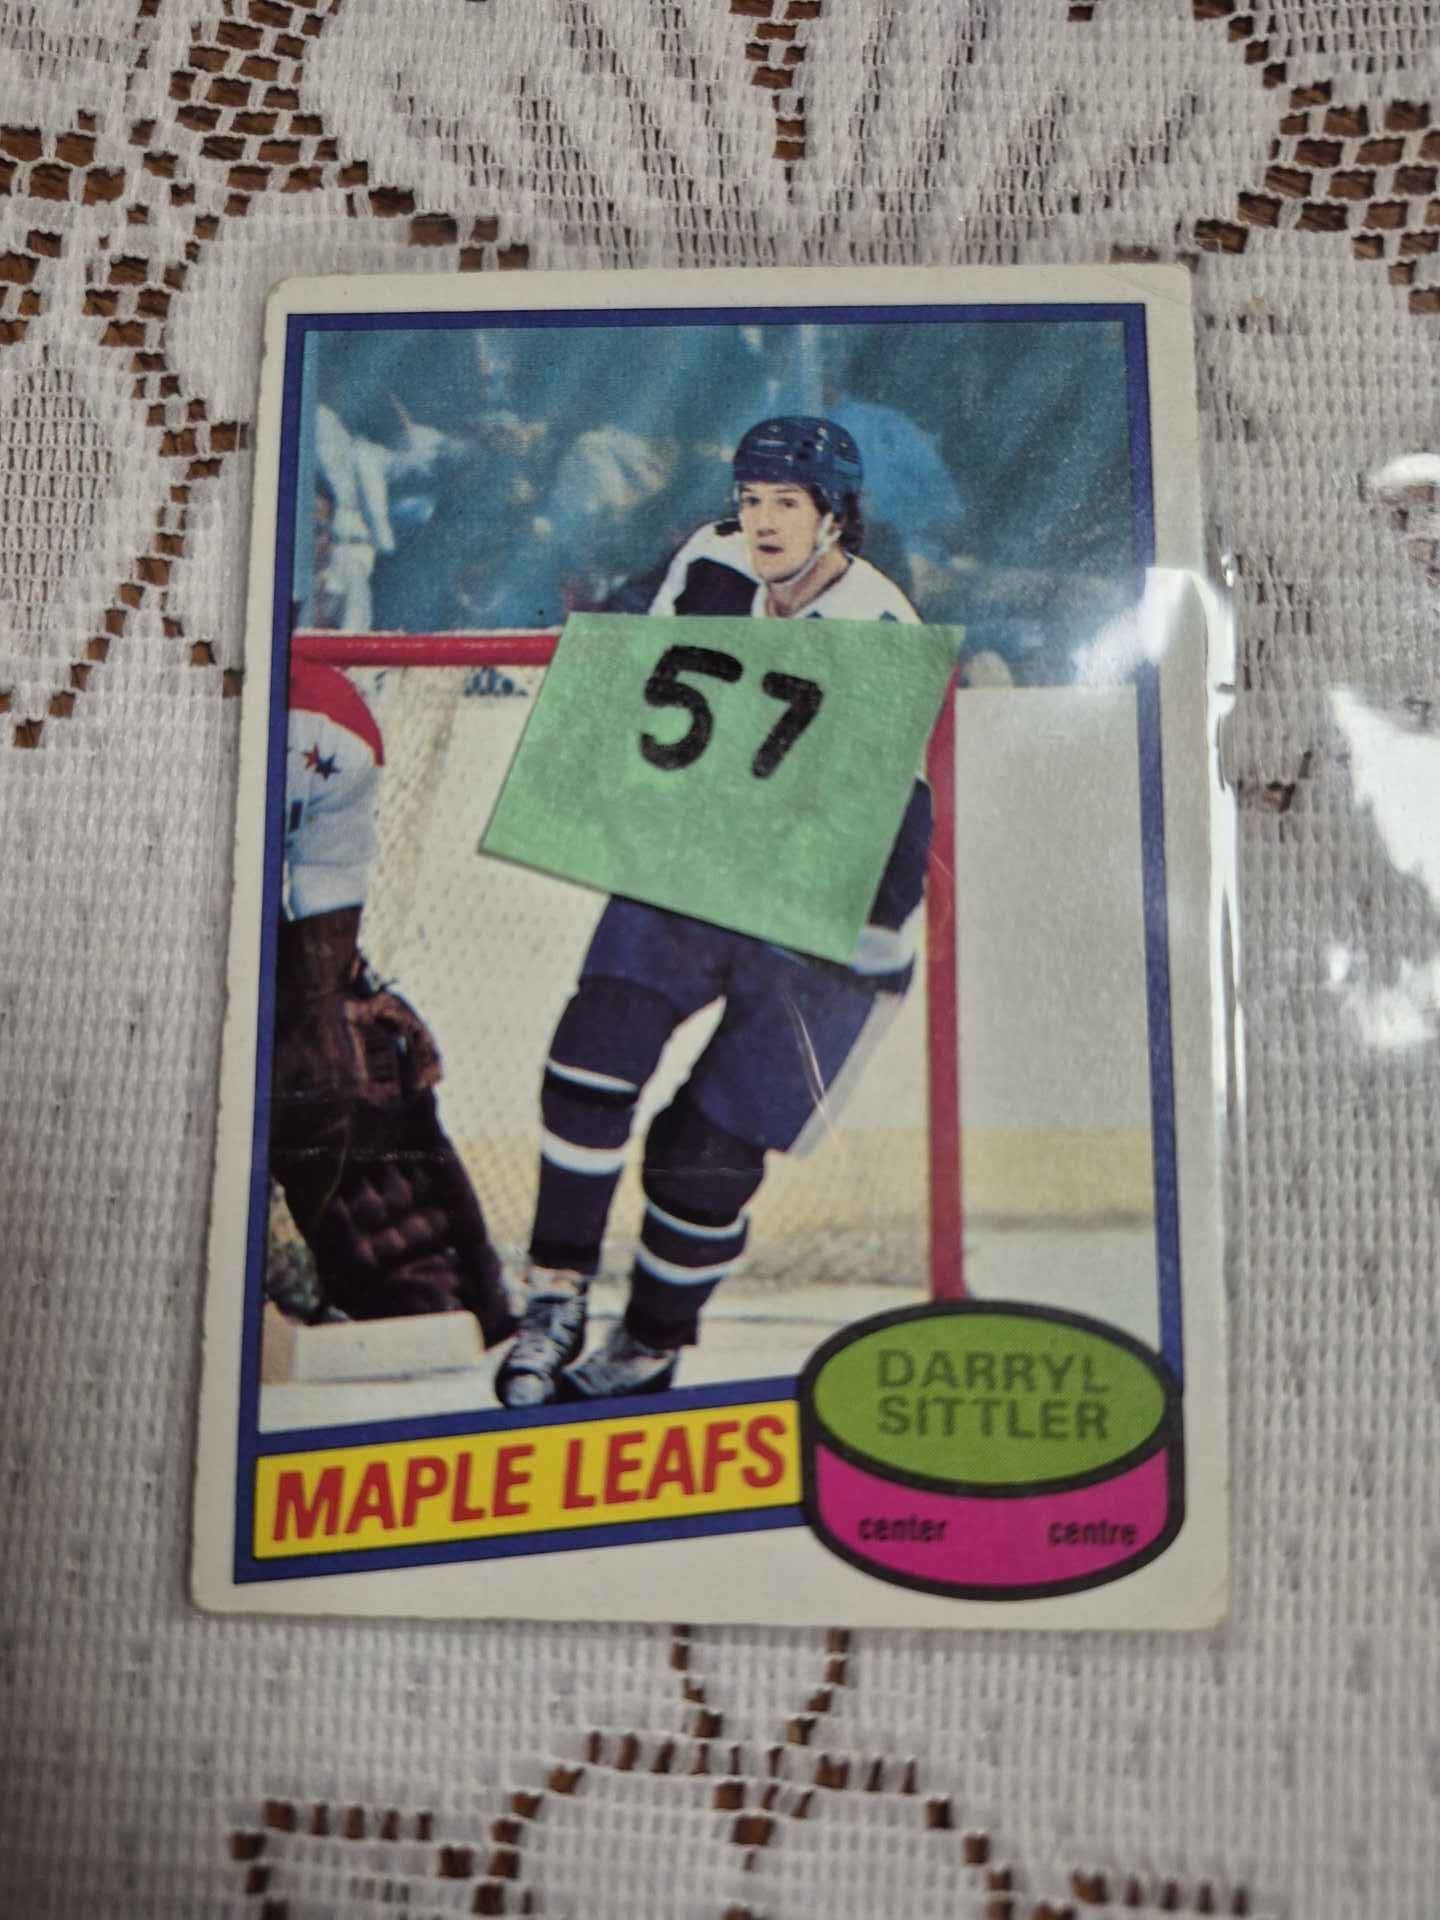 57
DARRYL
SITTLER
MAPLE LEAFS
center centre